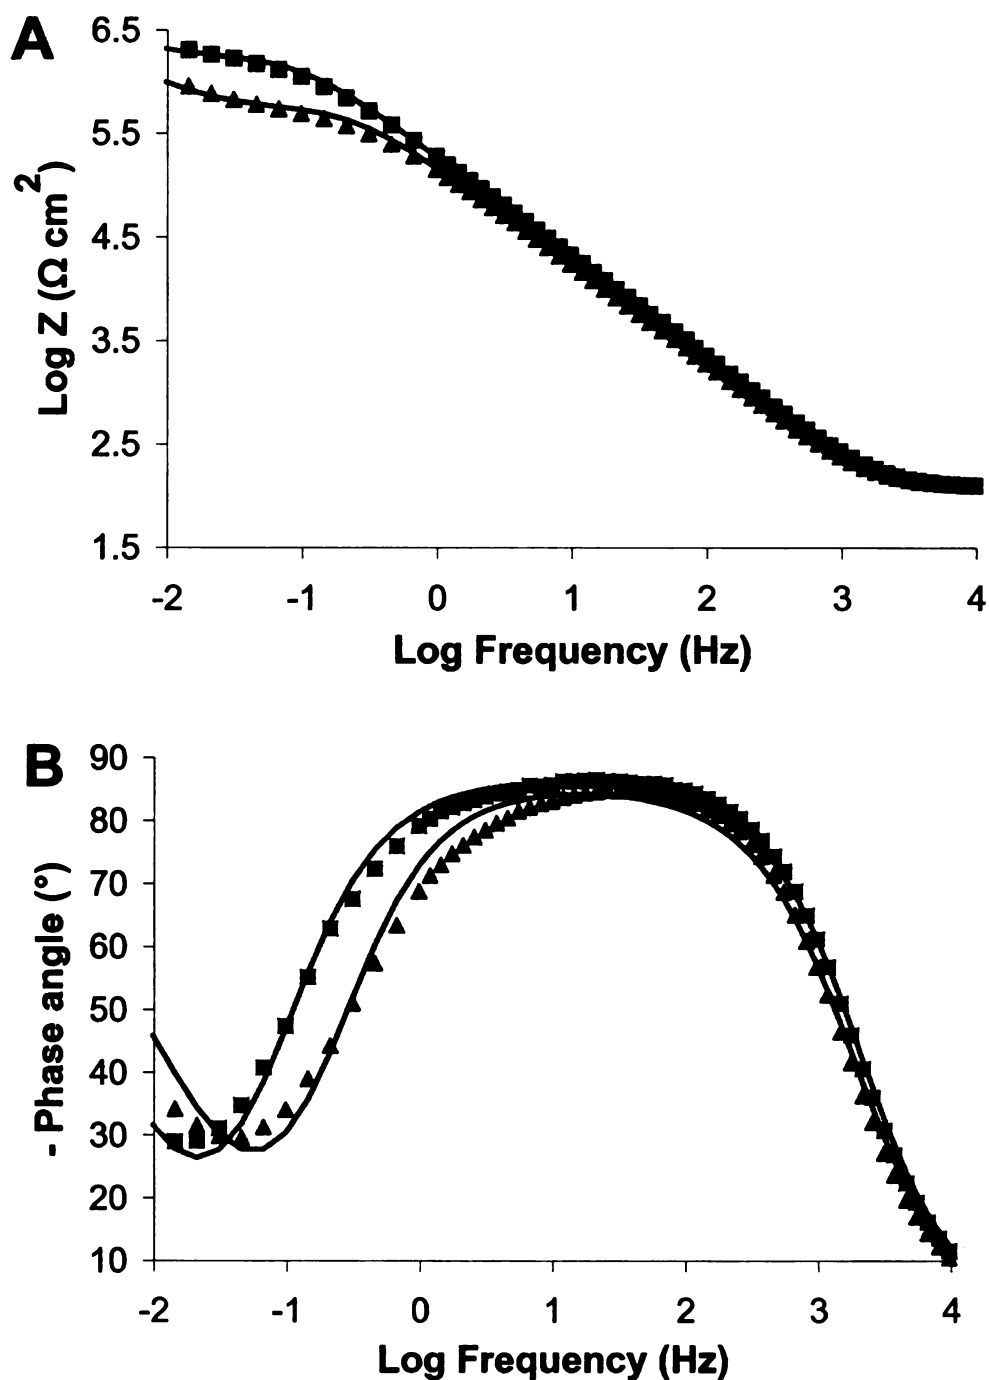 A
6.5
5.5
4.5
3.5
2.5
1.5
Log Z (Ω cm²)
-2 -1 0 1 2 3 4
Log Frequency (Hz)
B
90
80
70
60
50
40
30
20
10
- Phase angle (°)
-2 -1 0 1 2 3 4
Log Frequency (Hz)